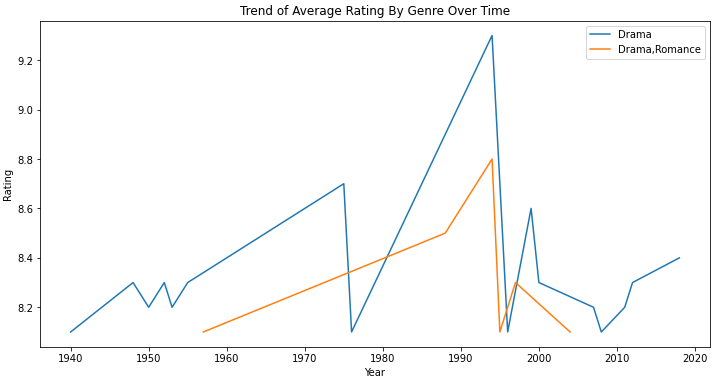 Trend of Average Rating By Genre Over Time
Drama
Drama,Romance
Rating
9.2
9.0
8.8
8.6
8.4
8.2
1940 1950 1960 1970 1980 1990 2000 2010 2020
Year